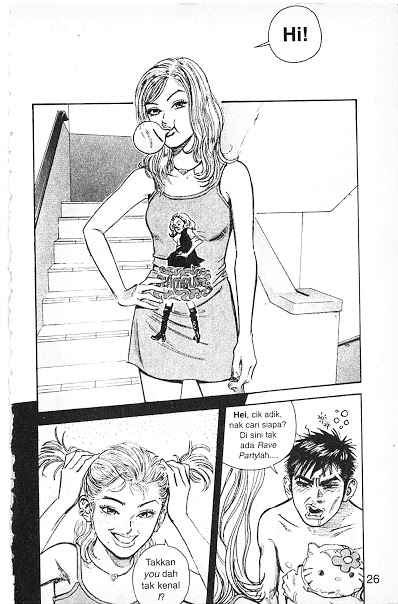 Hi!
Hei, cik adik,
nak cari siapa?
Di sini tak
ada Rave
Partylah....
Takkan
you dah
tak kenal
I?
26